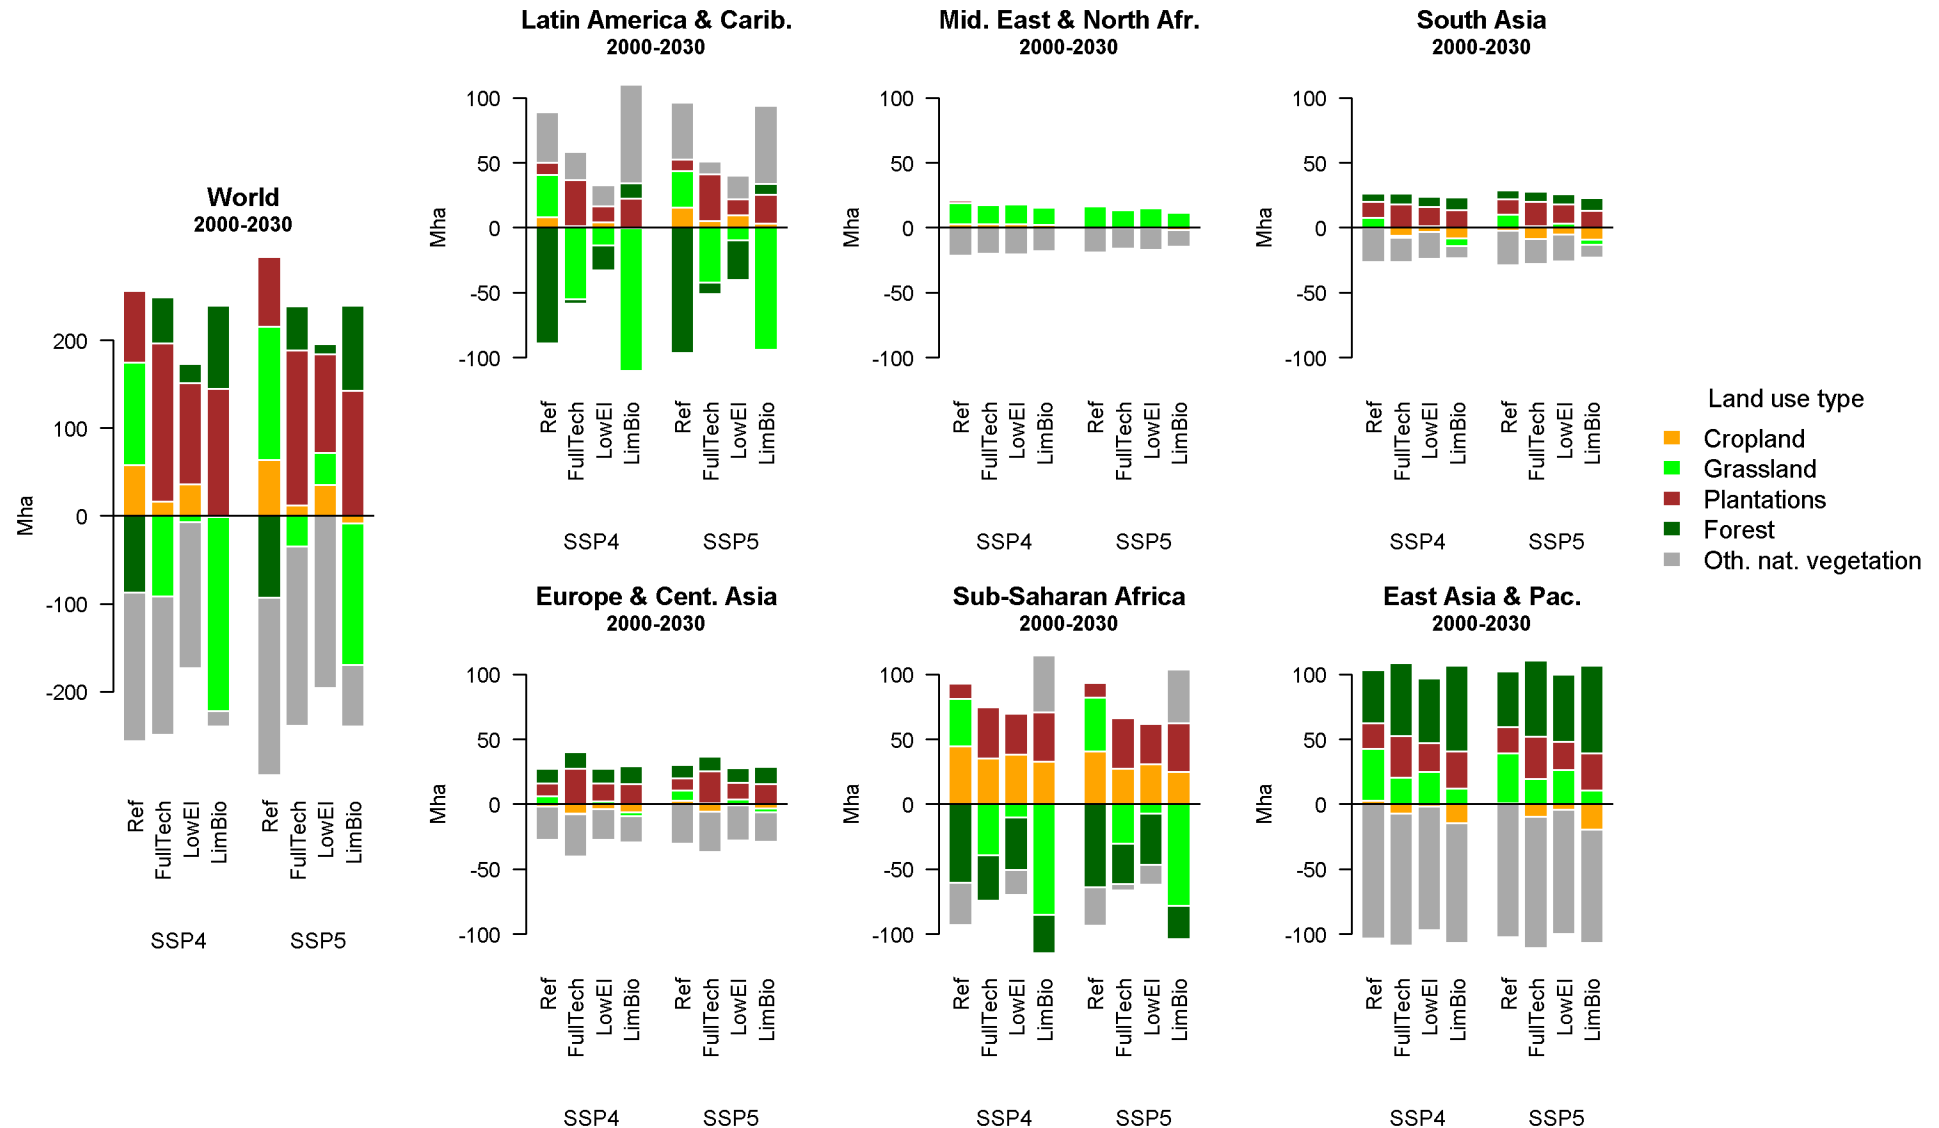 World
2000-2030
Mha
200
100
0
-100
-200
Ref
FullTech
LowEI
LimBio
Ref
FullTech
LowEI
LimBio
SSP4
SSP5
Latin America & Carib.
2000-2030
Mha
100
50
0
-50
-100
Ref
FullTech
LowEI
LimBio
Ref
FullTech
LowEI
LimBio
SSP4
SSP5
Mid. East & North Afr.
2000-2030
Mha
100
50
0
-50
-100
Ref
FullTech
LowEI
LimBio
Ref
FullTech
LowEI
LimBio
SSP4
SSP5
South Asia
2000-2030
Mha
100
50
0
-50
-100
Ref
FullTech
LowEI
LimBio
Ref
FullTech
LowEI
LimBio
SSP4
SSP5
Europe & Cent. Asia
2000-2030
Mha
100
50
0
-50
-100
Ref
FullTech
LowEI
LimBio
Ref
FullTech
LowEI
LimBio
SSP4
SSP5
Sub-Saharan Africa
2000-2030
Mha
100
50
0
-50
-100
Ref
FullTech
LowEI
LimBio
Ref
FullTech
LowEI
LimBio
SSP4
SSP5
East Asia & Pac.
2000-2030
Mha
100
50
0
-50
-100
Ref
FullTech
LowEI
LimBio
Ref
FullTech
LowEI
LimBio
SSP4
SSP5
Land use type
Cropland
Grassland
Plantations
Forest
Oth. nat. vegetation